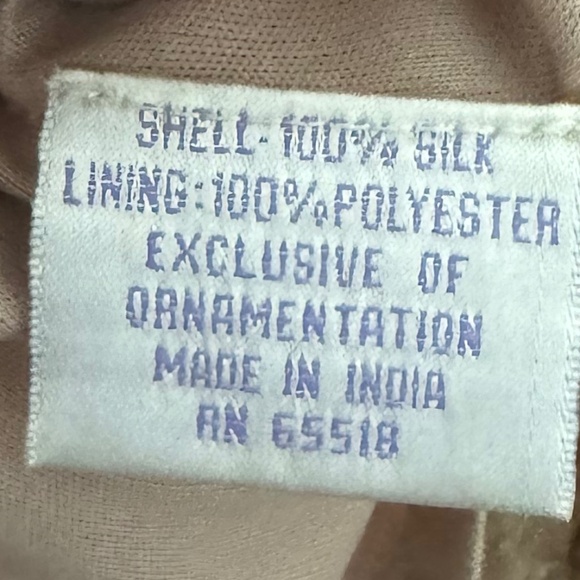 SHELL-100% SILK
LINING:100%POLYESTER
EXCLUSIVE OF
ORNAMENTATION
MADE IN INDIA
RN 65518